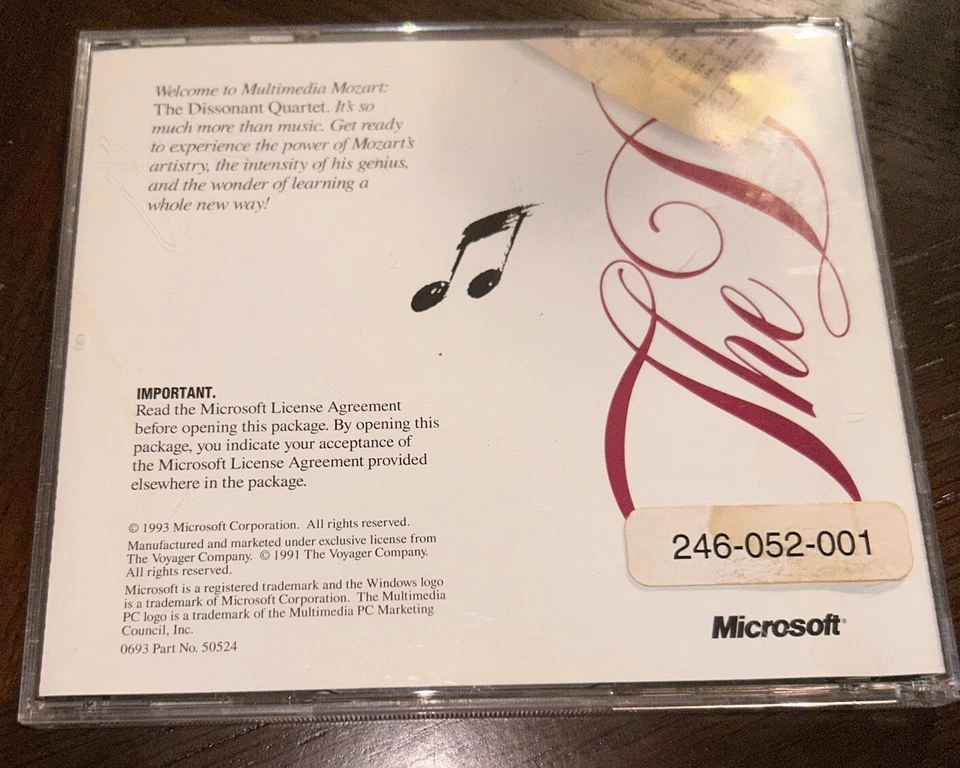 Welcome to Multimedia Mozart:
The Dissonant Quartet. It's so
much more than music. Get ready
to experience the power of Mozart's
artistry, the intensity of his genius,
and the wonder of learning a
whole new way!
The
IMPORTANT.
Read the Microsoft License Agreement
before opening this package. By opening this
package, you indicate your acceptance of
the Microsoft License Agreement provided
elsewhere in the package.
© 1993 Microsoft Corporation. All rights reserved.
Manufactured and marketed under exclusive license from
The Voyager Company. © 1991 The Voyager Company.
All rights reserved.
Microsoft is a registered trademark and the Windows logo
is a trademark of Microsoft Corporation. The Multimedia
PC logo is a trademark of the Multimedia PC Marketing
Council, Inc.
0693 Part No. 50524
246-052-001
Microsoft